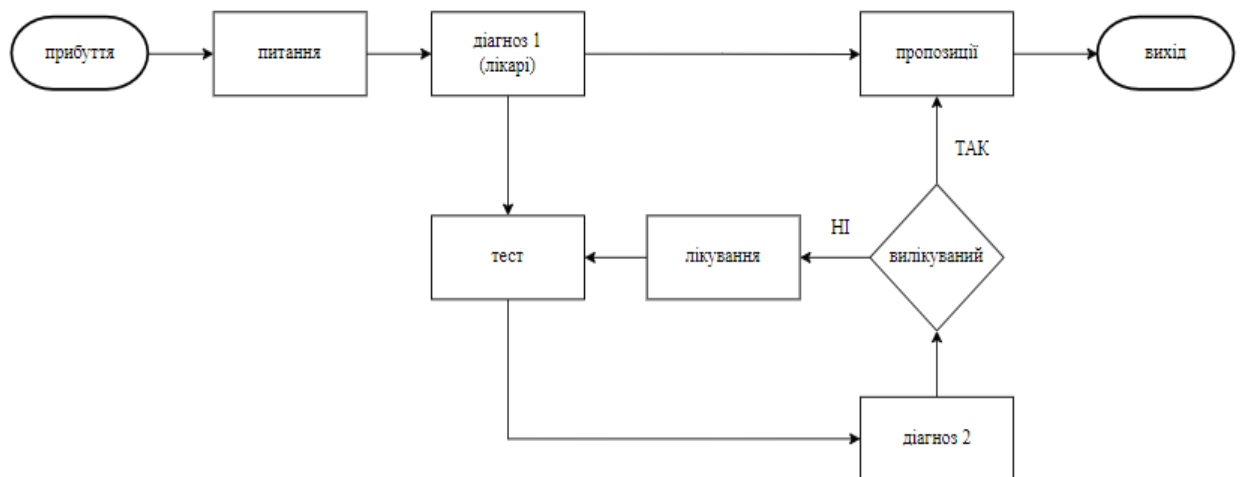 прибуття
питання
діагноз 1
(лікарі)
пропозиції
вихід
ТАК
НІ
тест
лікування
вилікуваний
діагноз 2